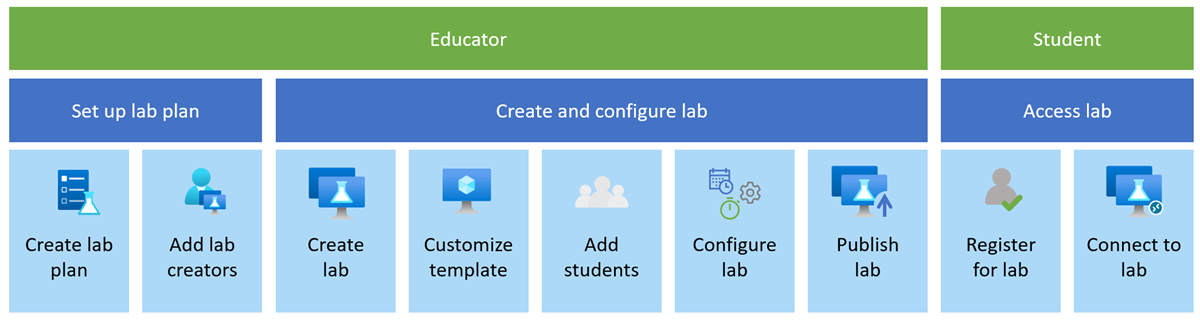 Educator
Student
Set up lab plan
Create and configure lab
Access lab
Create lab
plan
Add lab
creators
Create
lab
Customize
template
Add
students
Configure
lab
Publish
lab
Register
for lab
Connect to
lab